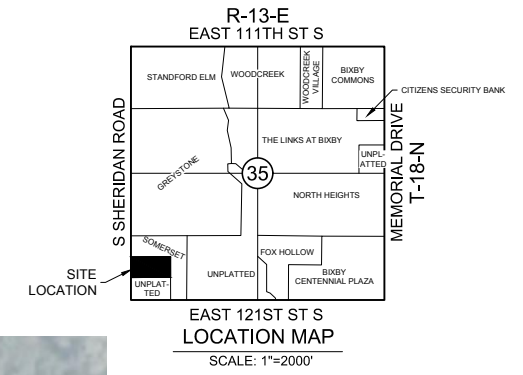 R-13-E
EAST 111TH ST S
STANDFORD ELM
WOODCREEK
WOODCREEK
VILLAGE
BIXBY
COMMONS
CITIZENS SECURITY BANK
S SHERIDAN ROAD
THE LINKS AT BIXBY
UNPL-
ATTED
MEMORIAL DRIVE
T-18-N
GREYSTONE
35
NORTH HEIGHTS
SOMERSET
FOX HOLLOW
SITE
LOCATION
UNPLAT-
TED
UNPLATTED
BIXBY
CENTENNIAL PLAZA
EAST 121ST ST S
LOCATION MAP
SCALE: 1"=2000'